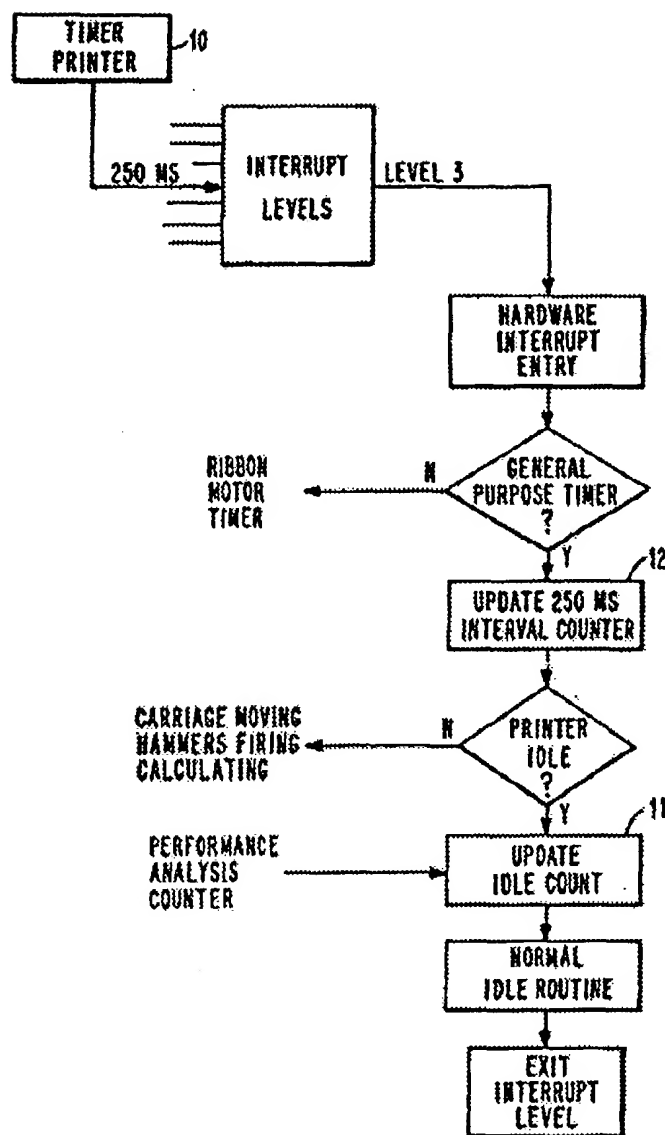 TIMER
PRINTER
10
250 MS
INTERRUPT
LEVELS
LEVEL 3
HARDWARE
INTERRUPT
ENTRY
GENERAL
PURPOSE TIMER
?
N
RIBBON
MOTOR
TIMER
Y
12
UPDATE 250 MS
INTERVAL COUNTER
PRINTER
IDLE
?
N
CARRIAGE MOVING
HAMMERS FIRING
CALCULATING
Y
11
PERFORMANCE
ANALYSIS
COUNTER
UPDATE
IDLE COUNT
NORMAL
IDLE ROUTINE
EXIT
INTERRUPT
LEVEL